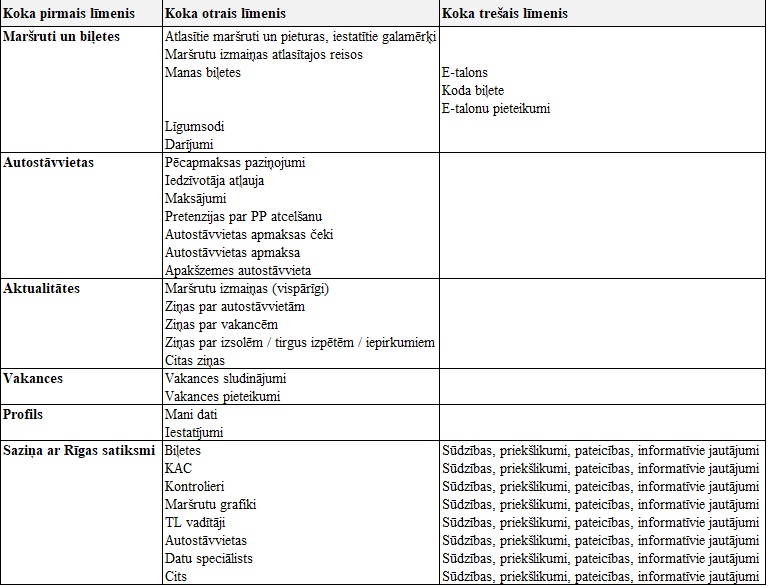 Koka pirmais līmenis Koka otrais līmenis Koka trešais līmenis
Maršruti un biļetes Atlasītie maršruti un pieturas, iestatītie galamērķi
Maršrutu izmaiņas atlasītajos reisos
Manas biļetes E-talons
Koda biļete
E-talonu pieteikumi
Līgumsodi
Darījumi
Autostāvvietas Pēcapmaksas paziņojumi
Iedzīvotāja atļauja
Maksājumi
Pretenzijas par PP atcelšanu
Autostāvvietas apmaksas čeki
Autostāvvietas apmaksa
Apakšzemes autostāvvieta
Aktualitātes Maršrutu izmaiņas (vispārīgi)
Ziņas par autostāvvietām
Ziņas par vakancēm
Ziņas par izsolēm / tirgus izpētēm / iepirkumiem
Citas ziņas
Vakances Vakances sludinājumi
Vakances pieteikumi
Profils Mani dati
Iestatījumi
Saziņa ar Rīgas satiksmi Biļetes Sūdzības, priekšlikumi, pateicības, informatīvie jautājumi
KAC Sūdzības, priekšlikumi, pateicības, informatīvie jautājumi
Kontrolieri Sūdzības, priekšlikumi, pateicības, informatīvie jautājumi
Maršrutu grafiki Sūdzības, priekšlikumi, pateicības, informatīvie jautājumi
TL vadītāji Sūdzības, priekšlikumi, pateicības, informatīvie jautājumi
Autostāvvietas Sūdzības, priekšlikumi, pateicības, informatīvie jautājumi
Datu speciālists Sūdzības, priekšlikumi, pateicības, informatīvie jautājumi
Cits Sūdzības, priekšlikumi, pateicības, informatīvie jautājumi